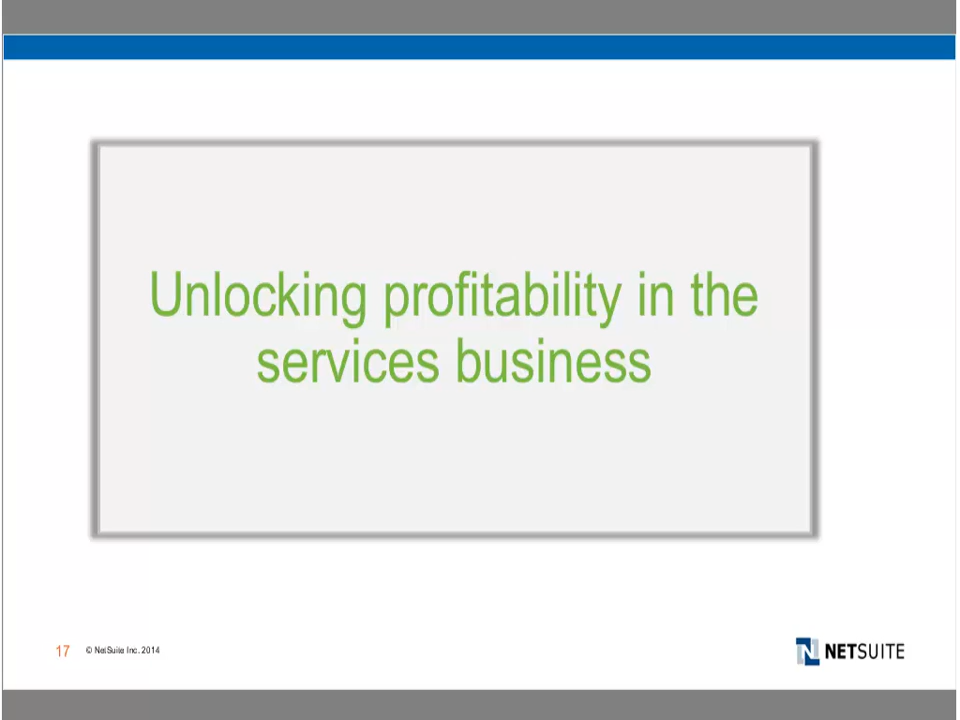 Unlocking profitability in the
services business
17 © NetSuite Inc. 2014
NETSUITE